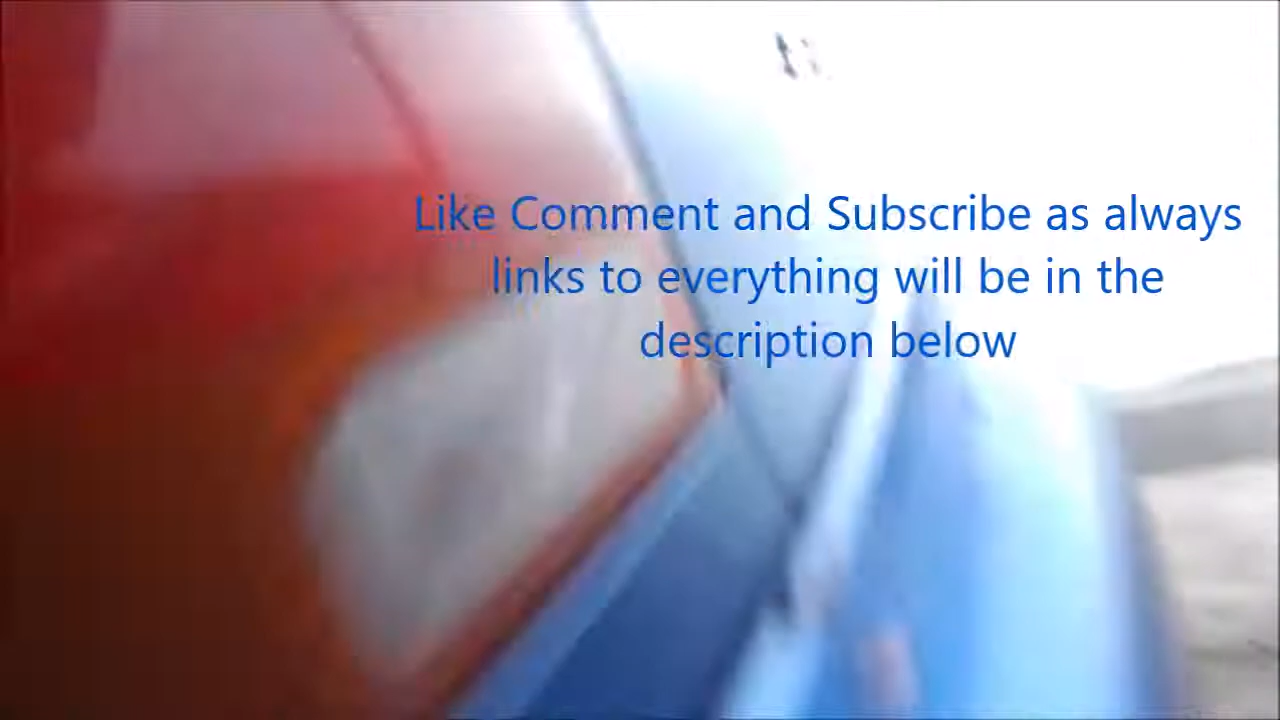 Like Comment and Subscribe as always
links to everything will be in the
description below